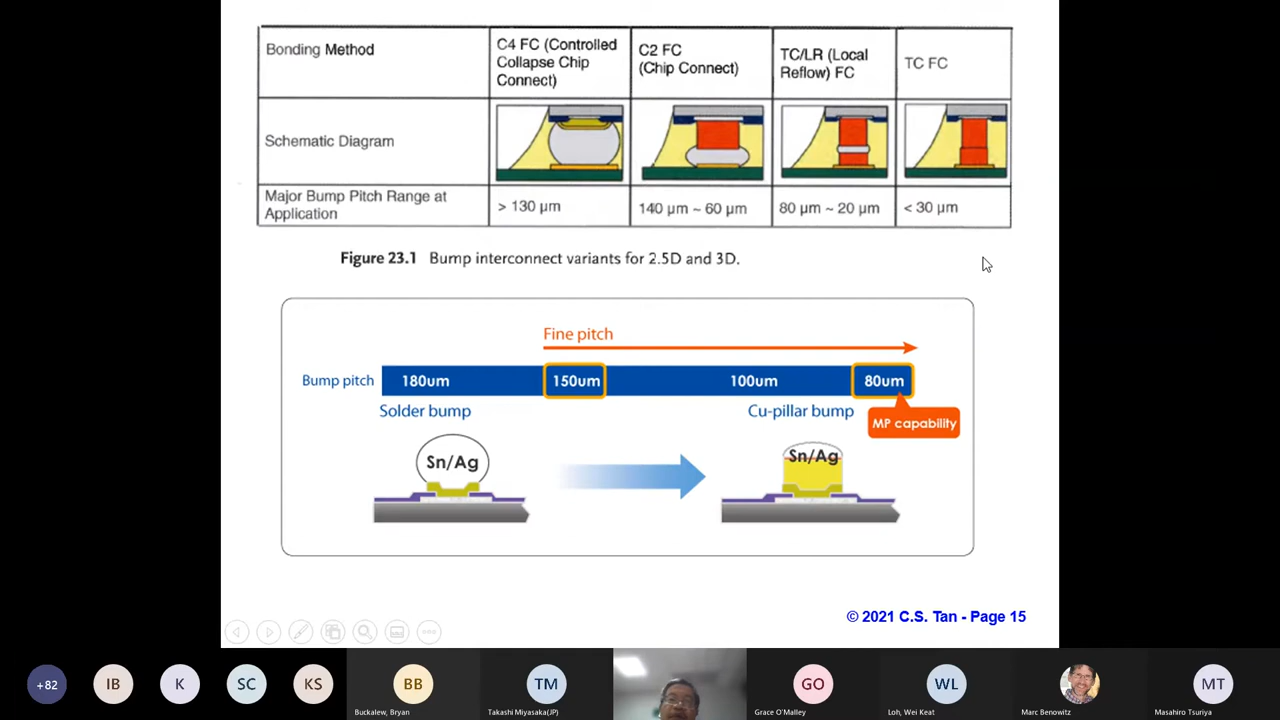 Bonding Method
C4 FC (Controlled
Collapse Chip
Connect)
C2 FC
(Chip Connect)
TC/LR (Local
Reflow) FC
TC FC
Schematic Diagram
Major Bump Pitch Range at
Application
> 130 µm
140 µm ~ 60 µm
80 µm ~ 20 µm
< 30 µm
Figure 23.1 Bump interconnect variants for 2.5D and 3D.
Fine pitch
Bump pitch
180um
150um
100um
80um
Solder bump
Cu-pillar bump
MP capability
Sn/Ag
Sn/Ag
© 2021 C.S. Tan - Page 15
+82
IB
K
SC
KS
BB
TM
GO
WL
MT
Buckalew, Bryan
Takashi Miyasaka(JP)
Grace O'Malley
Loh, Wei Keat
Marc Benowitz
Masahiro Tsuriya